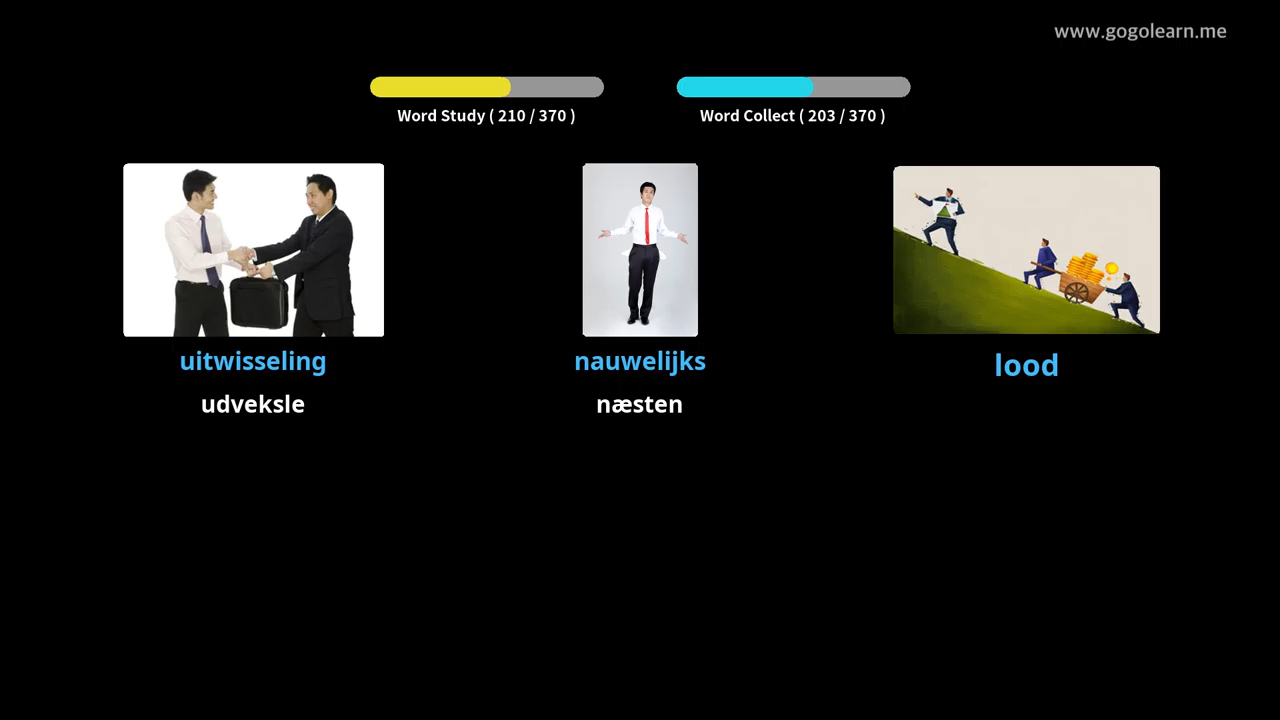 www.gogolearn.me
Word Study ( 210 / 370 )
Word Collect ( 203 / 370 )
uitwisseling
nauwelijks
lood
udveksle
næsten